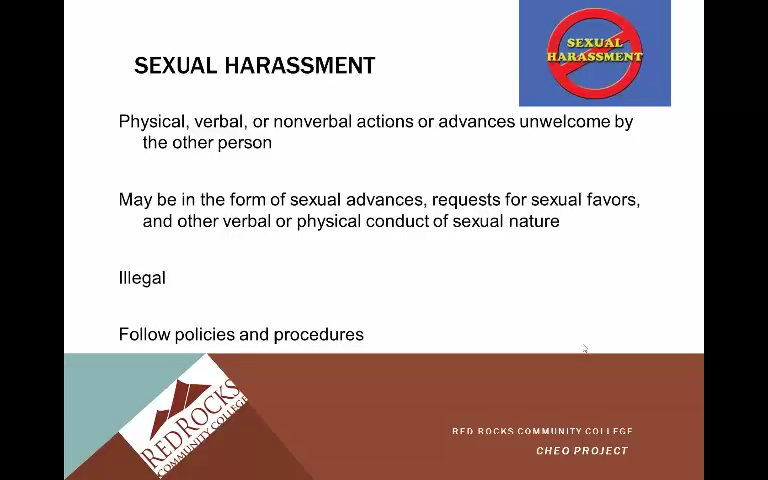 SEXUAL HARASSMENT
SEXUAL
HARASSMENT
Physical, verbal, or nonverbal actions or advances unwelcome by
the other person
May be in the form of sexual advances, requests for sexual favors,
and other verbal or physical conduct of sexual nature
Illegal
Follow policies and procedures
RED ROCKS
COMMUNITY COLLEGE
RED ROCKS COMMUNITY COLLEGE
CHEO PROJECT